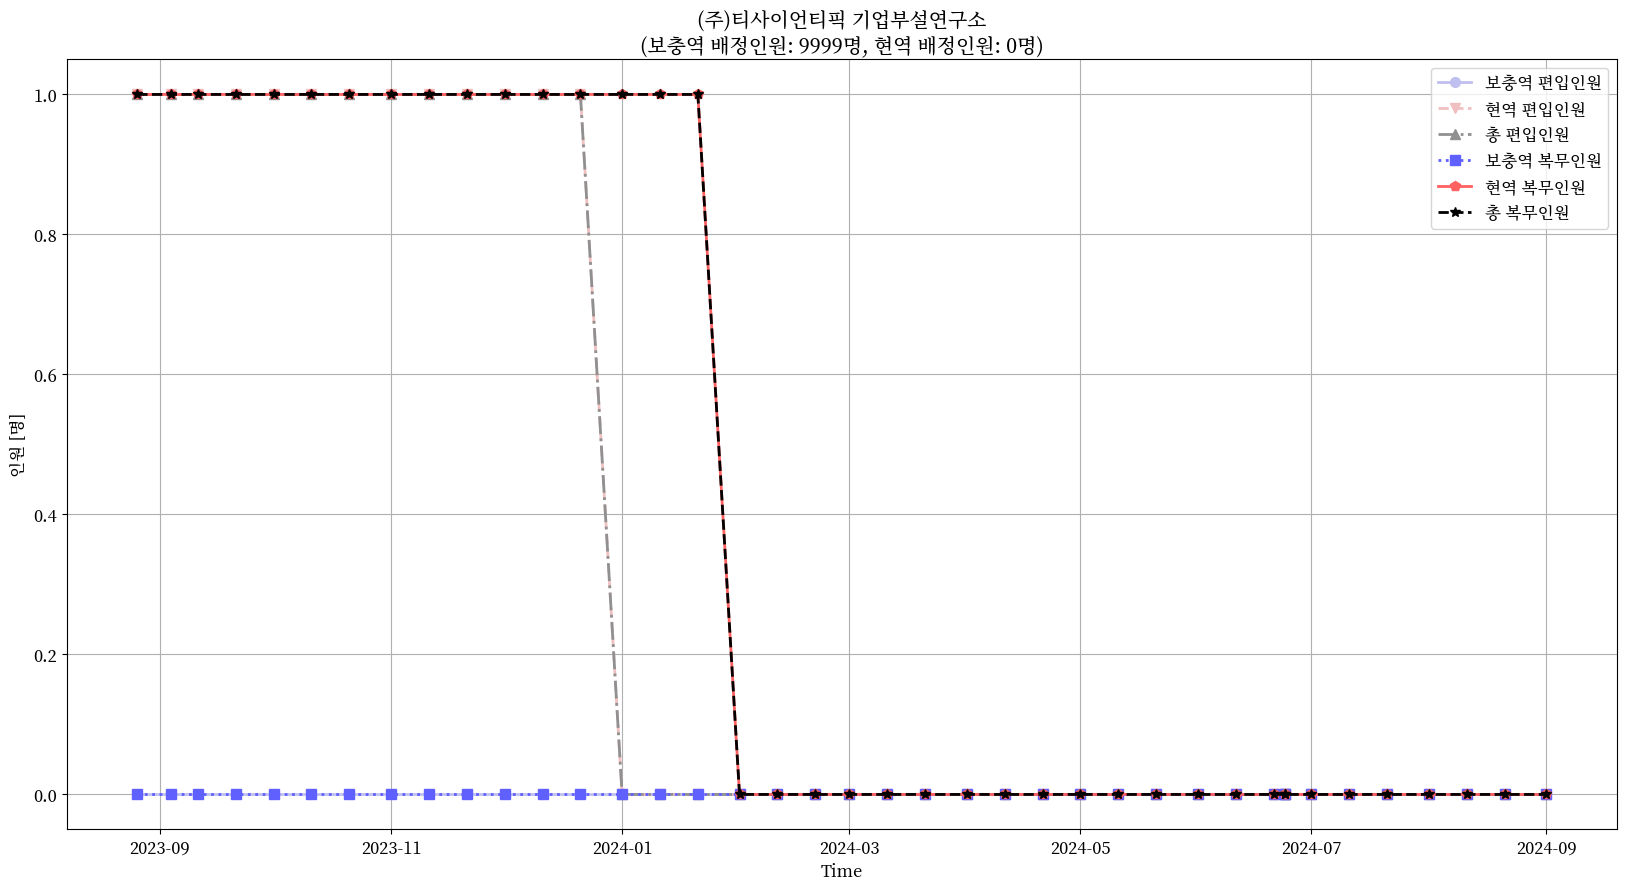 (주)티사이언티픽 기업부설연구소
(보충역 배정인원: 9999명, 현역 배정인원: 0명)
보충역 편입인원
현역 편입인원
총 편입인원
보충역 복무인원
현역 복무인원
총 복무인원
1.0
0.8
0.6
0.4
0.2
0.0
인원 [명]
2023-09
2023-11
2024-01
2024-03
2024-05
2024-07
2024-09
Time